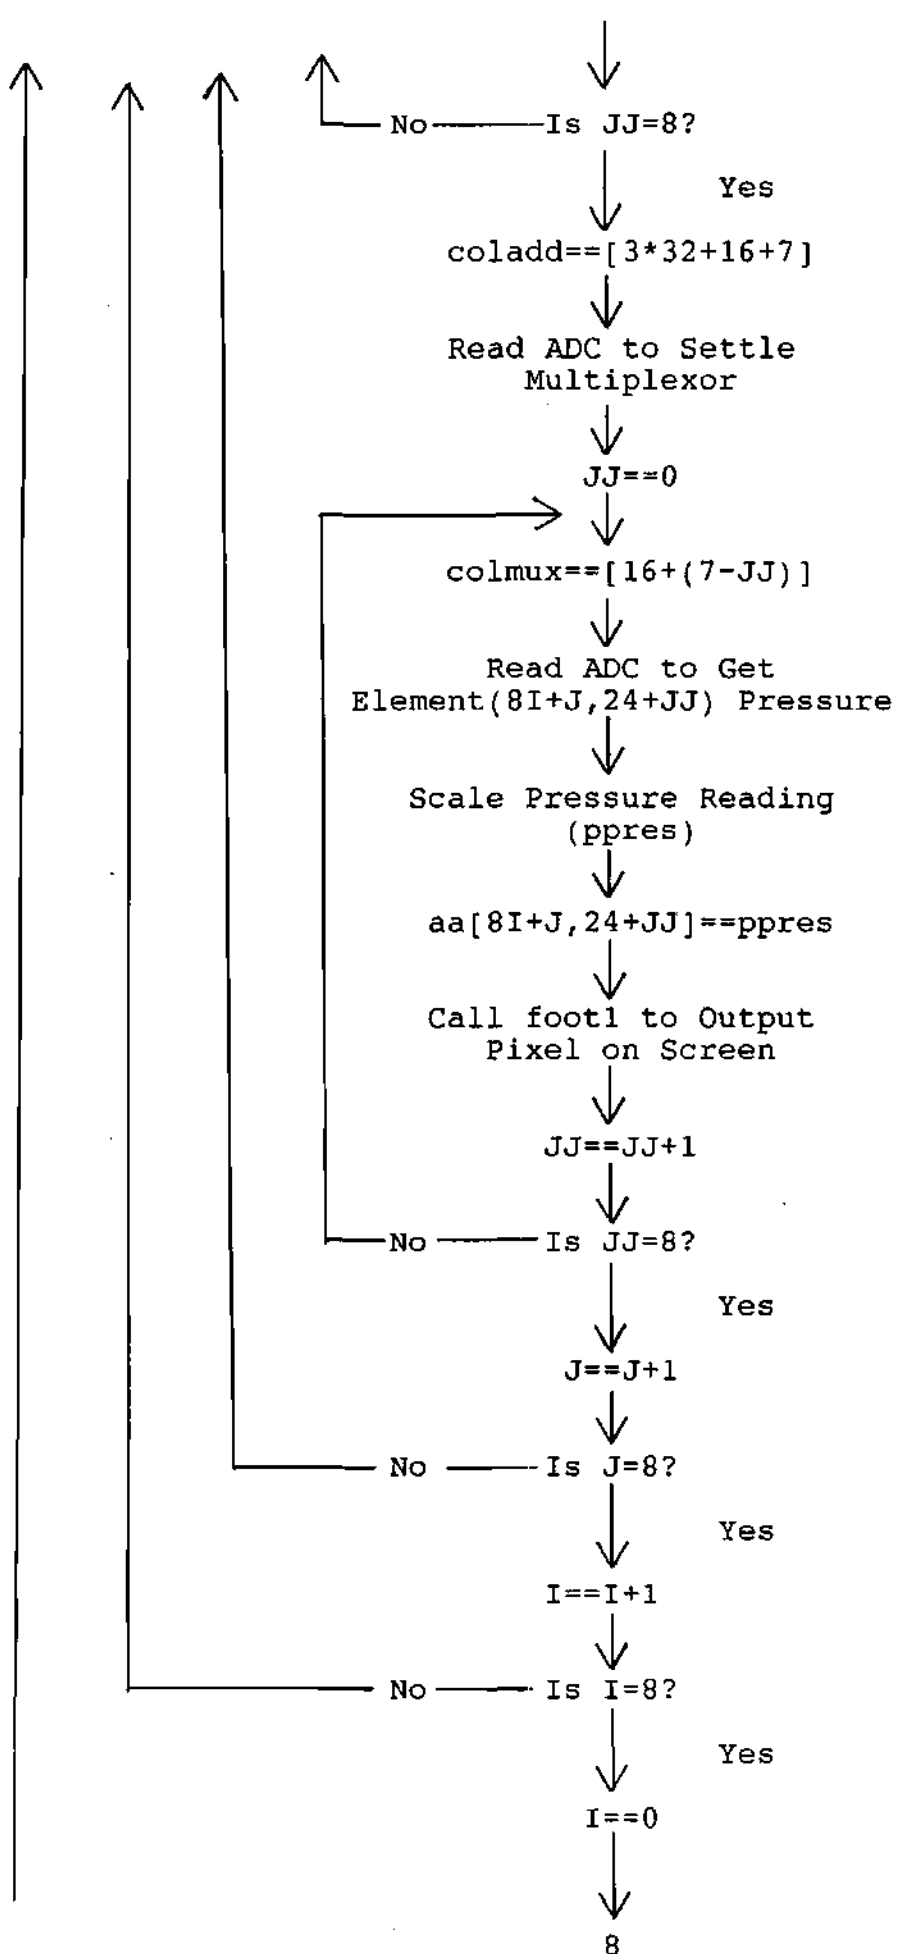 No Is JJ=8?
Yes
coladd==[3*32+16+7]
Read ADC to Settle
Multiplexor
JJ==0
colmux==[16+(7-JJ)]
Read ADC to Get
Element(8I+J,24+JJ) Pressure
Scale Pressure Reading
(ppres)
aa[8I+J,24+JJ]==ppres
Call foot1 to Output
Pixel on Screen
JJ==JJ+1
No Is JJ=8?
Yes
J==J+1
No Is J=8?
Yes
I==I+1
No Is I=8?
Yes
I==0
8